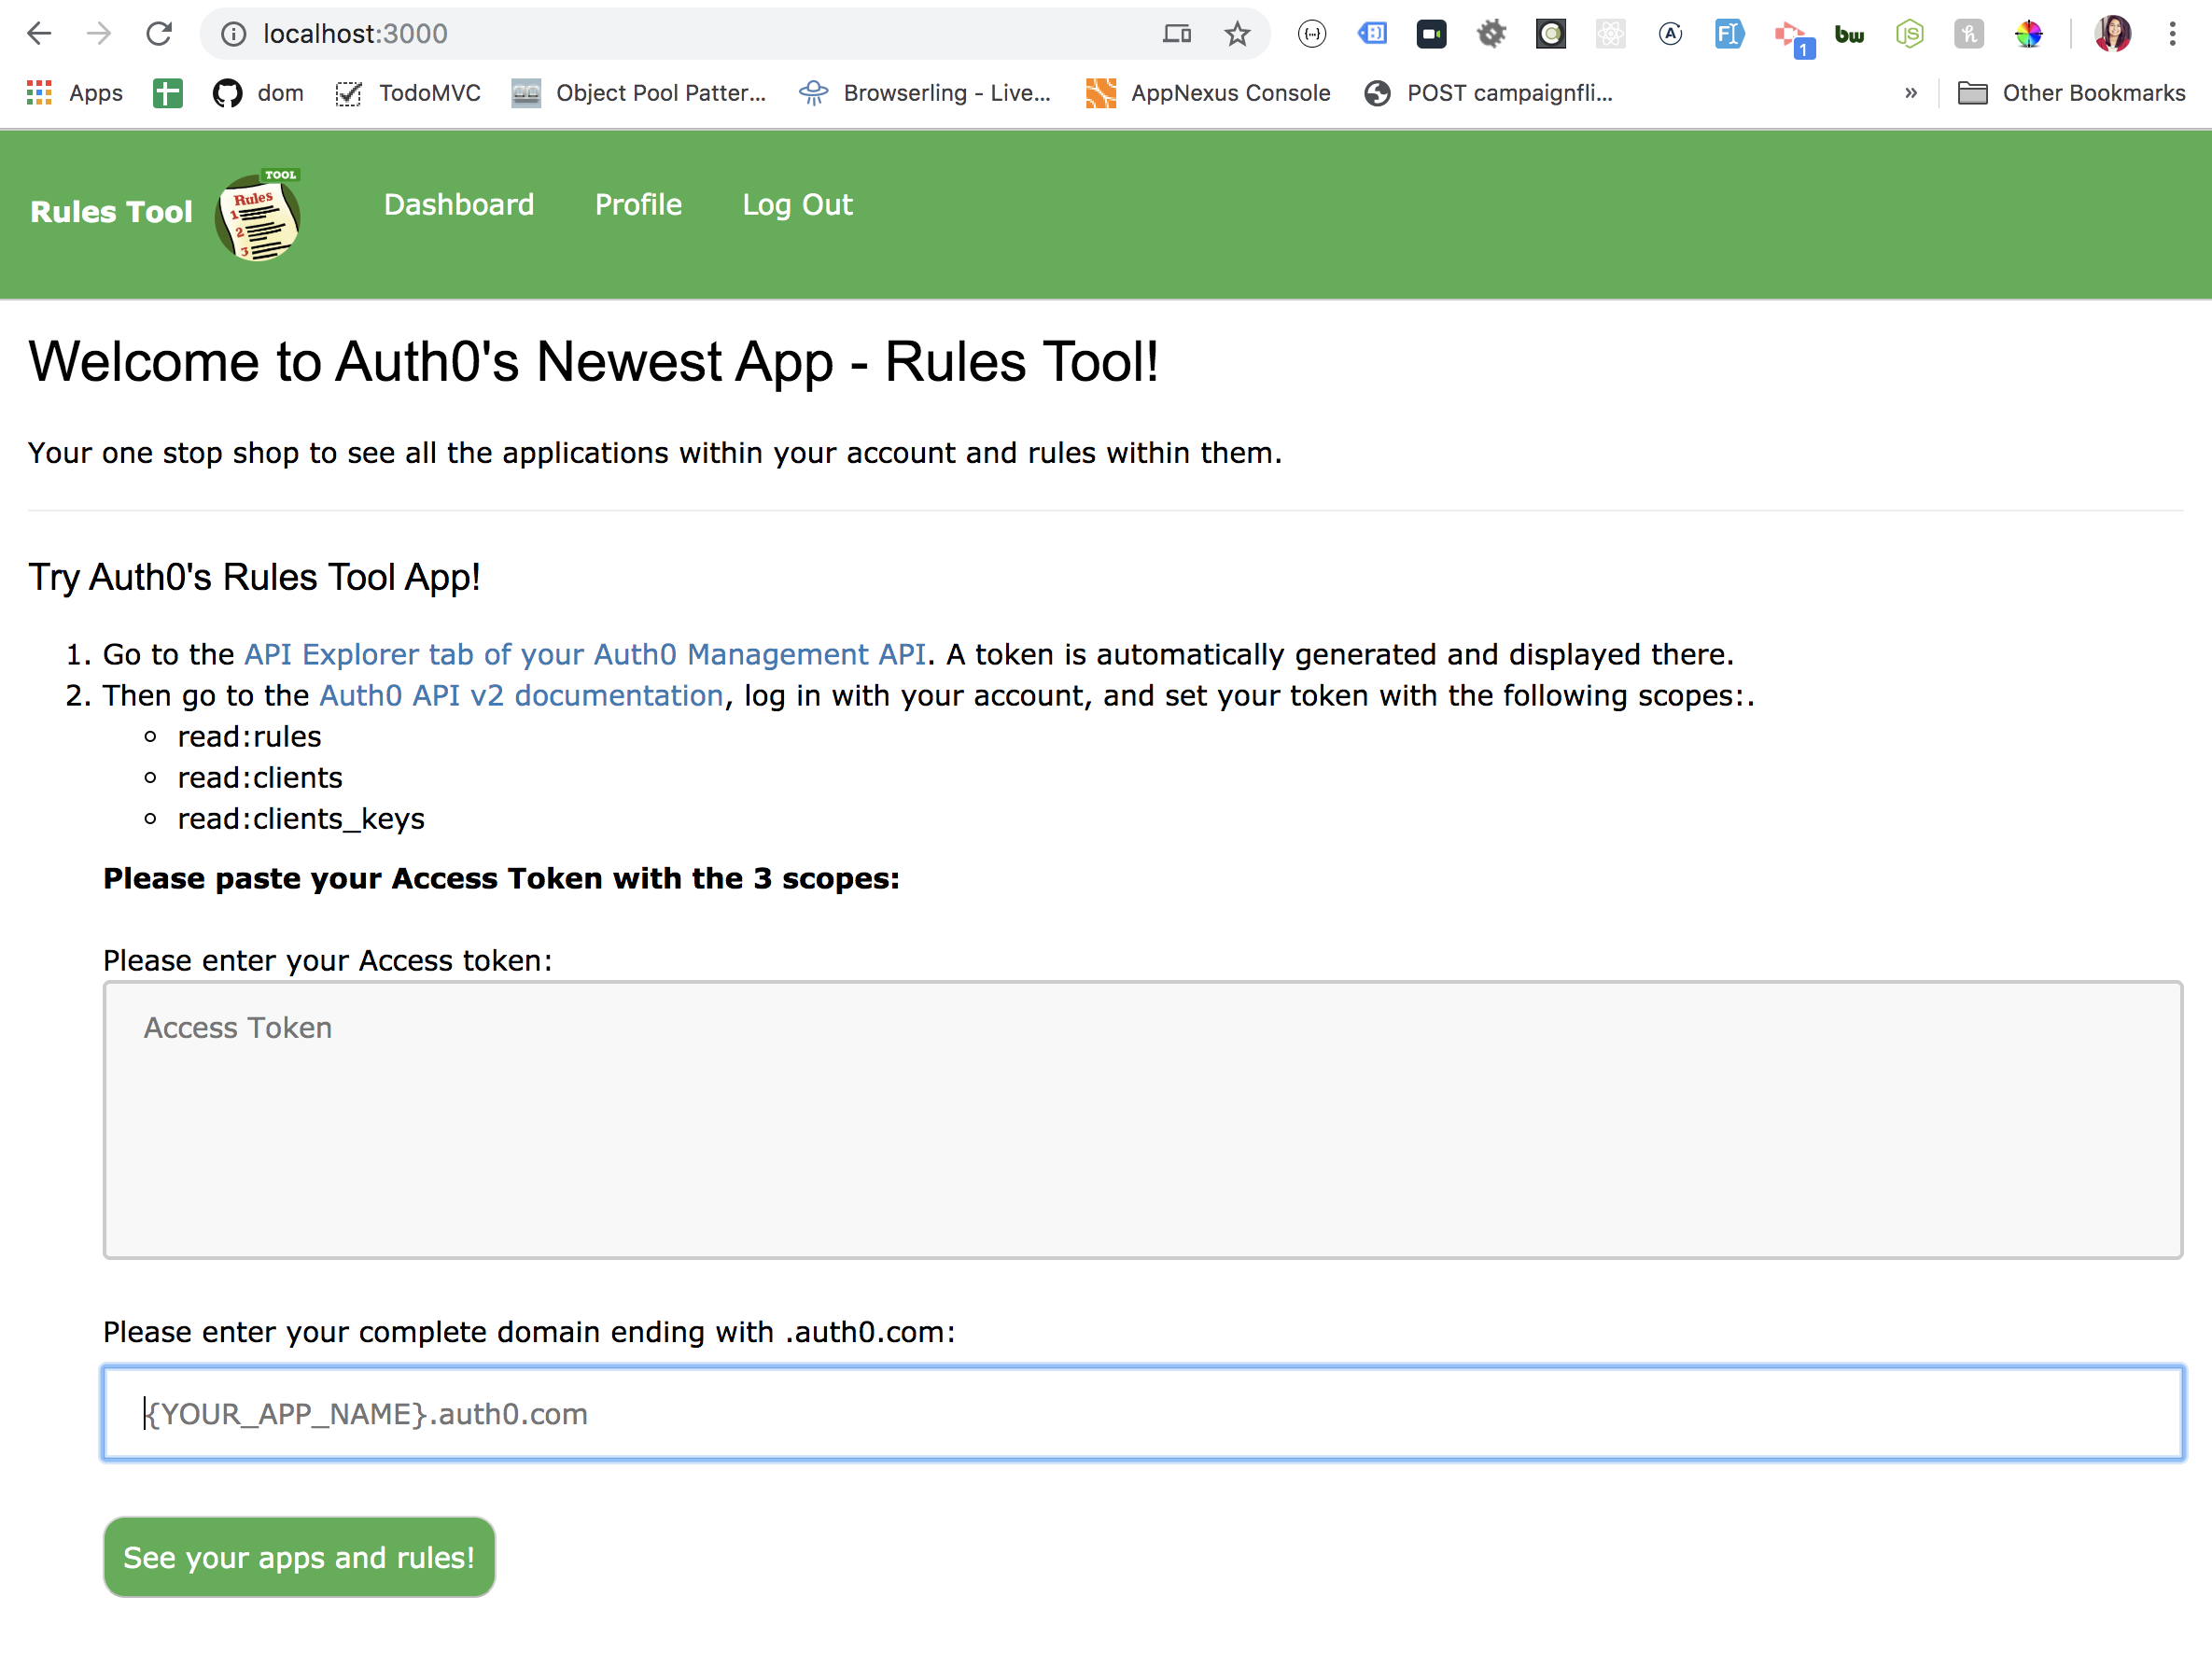 localhost:3000
1
bw
JS
Apps
dom
TodoMVC
Object Pool Patter...
Browserling - Live...
AppNexus Console
POST campaignfli...
»
Other Bookmarks
Rules Tool
TOOL
Rules
1
2
3
Dashboard
Profile
Log Out
Welcome to Auth0's Newest App - Rules Tool!
Your one stop shop to see all the applications within your account and rules within them.
Try Auth0's Rules Tool App!
1. Go to the API Explorer tab of your Auth0 Management API. A token is automatically generated and displayed there.
2. Then go to the Auth0 API v2 documentation, log in with your account, and set your token with the following scopes:.
read:rules
read:clients
read:clients_keys
Please paste your Access Token with the 3 scopes:
Please enter your Access token:
Access Token
Please enter your complete domain ending with .auth0.com:
{YOUR_APP_NAME}.auth0.com
See your apps and rules!